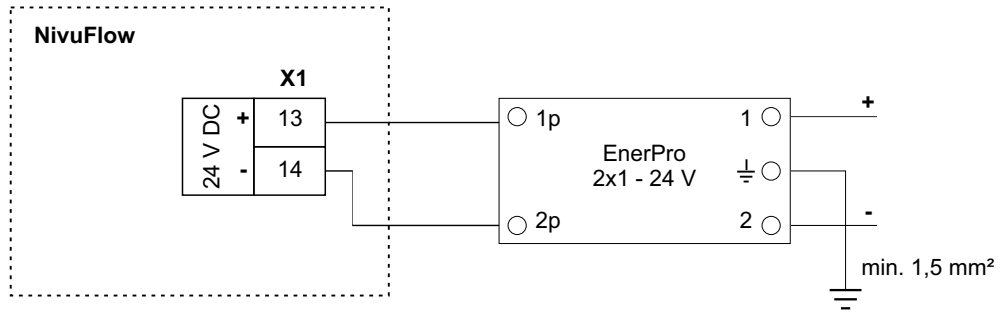 NivuFlow
X1
24 V DC
+ 13
- 14
1p
2p
EnerPro
2x1 - 24 V
1
2
+
-
min. 1,5 mm²